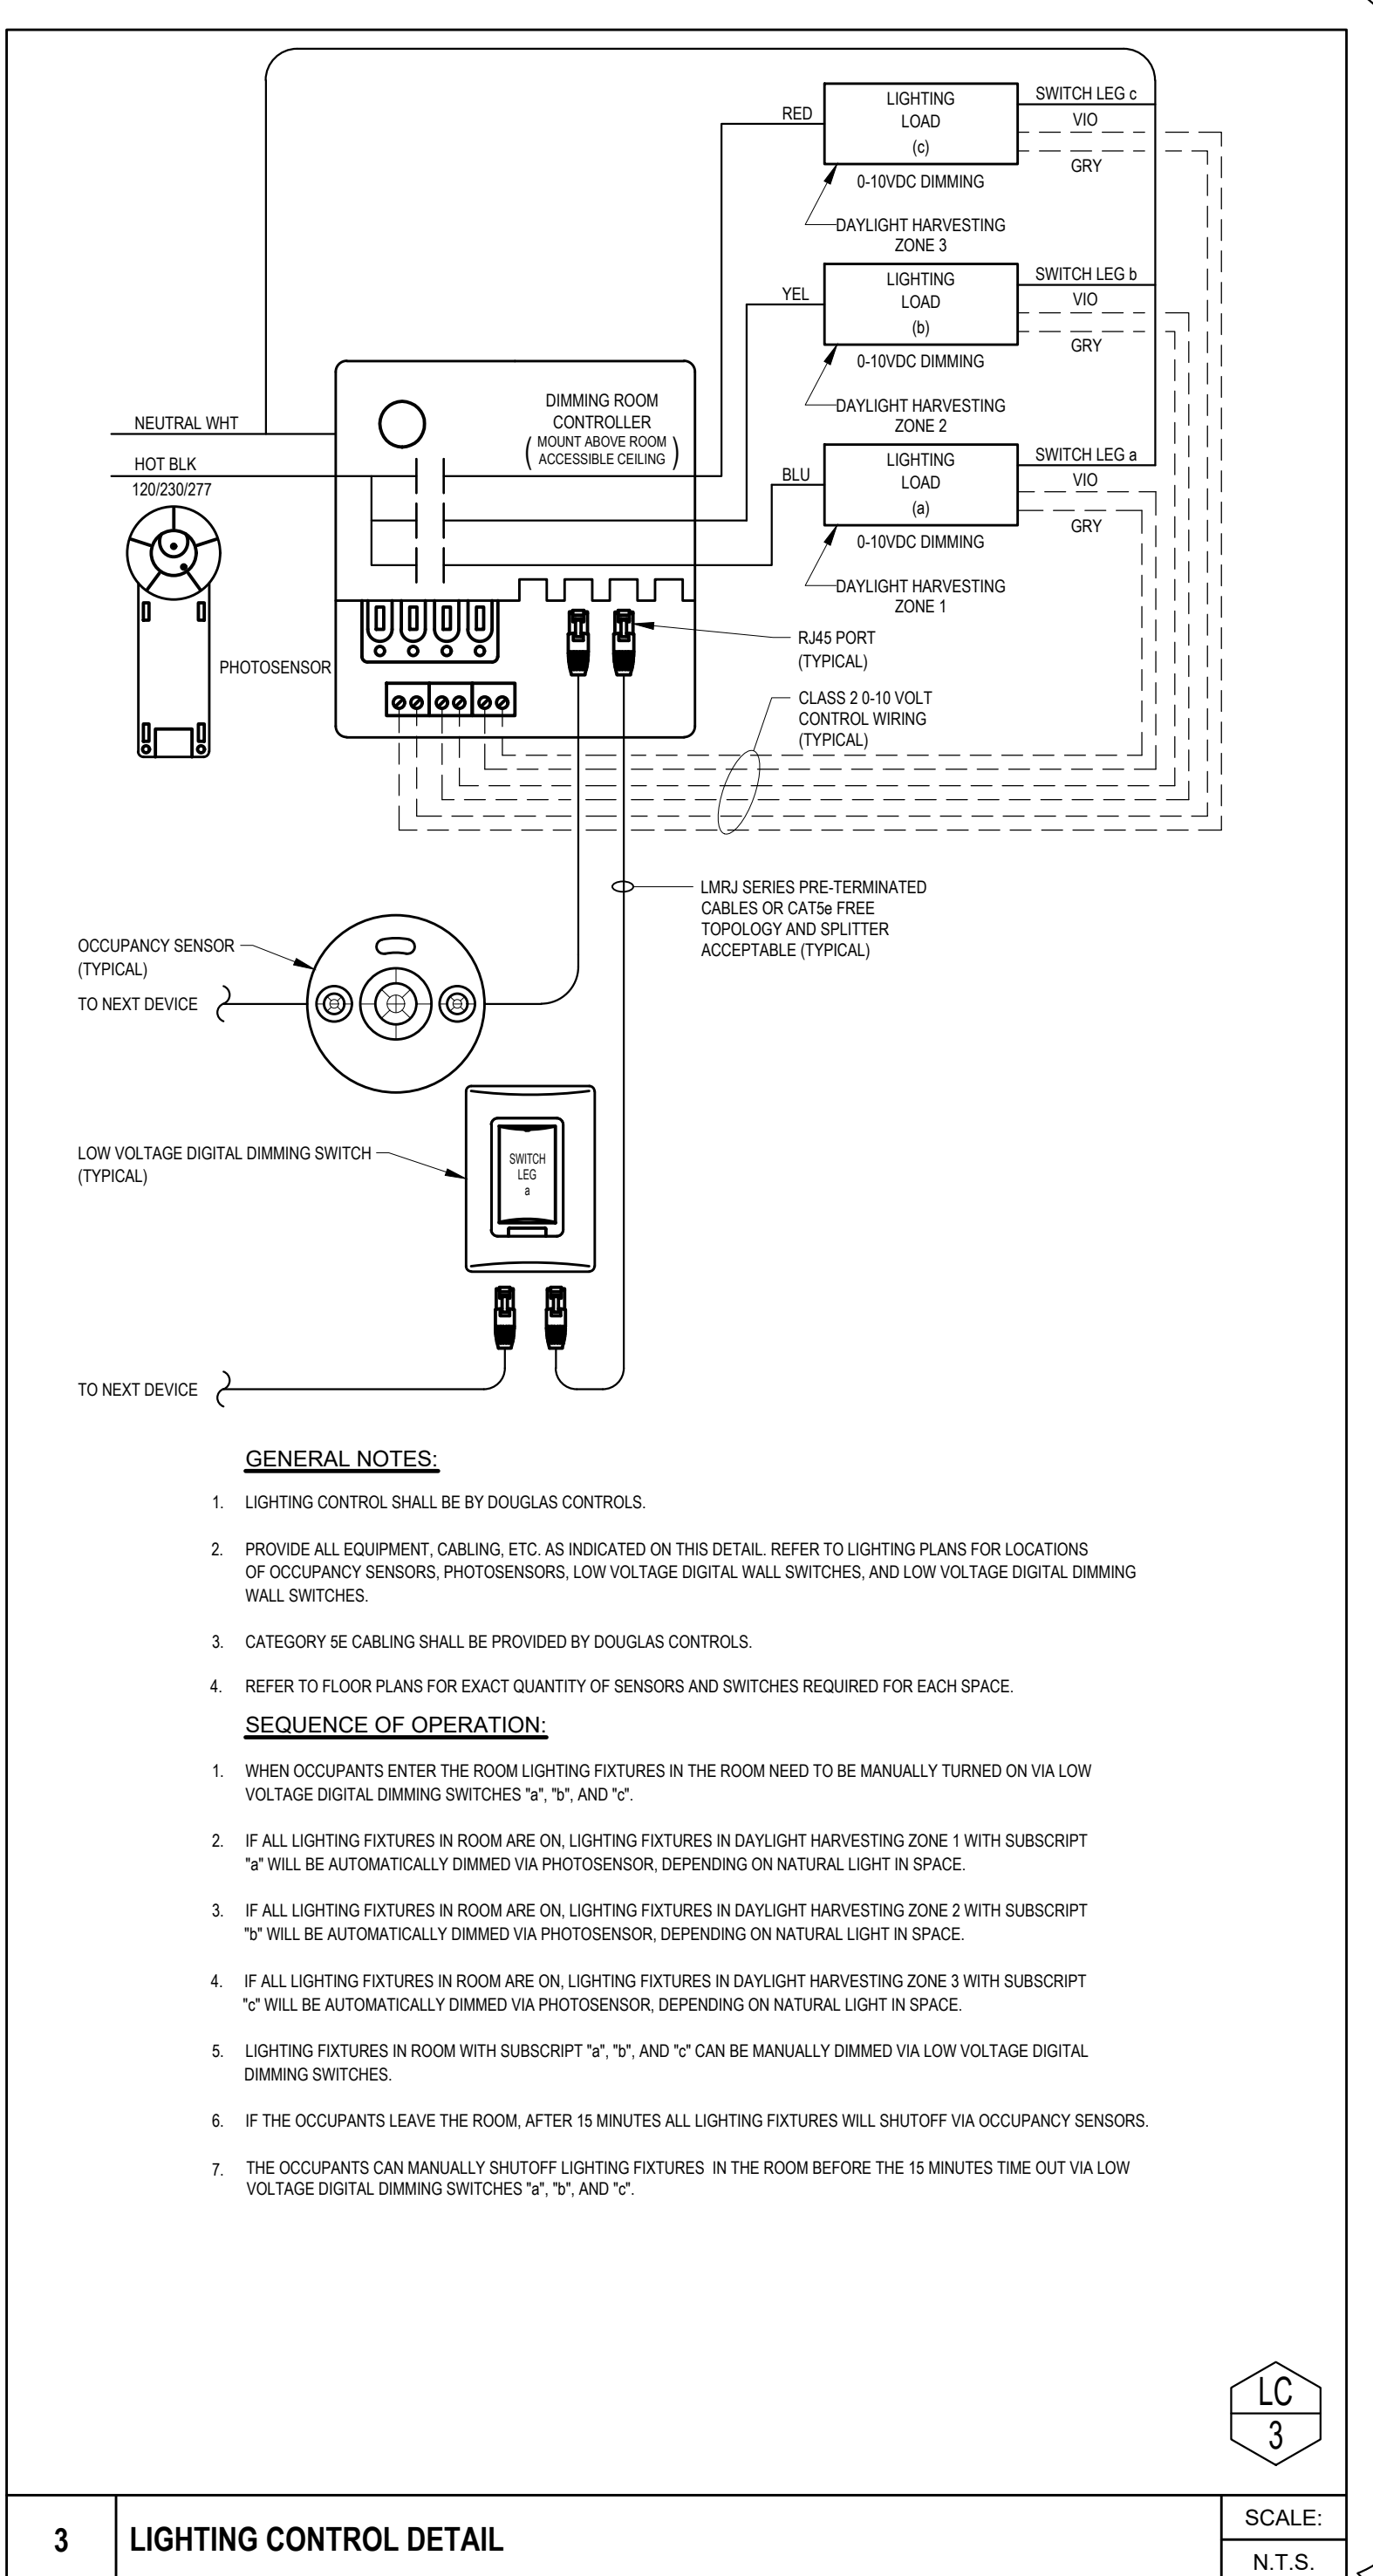 SWITCH LEG c
LIGHTING
LOAD
(c)
RED
VIO
GRY
0-10VDC DIMMING
DAYLIGHT HARVESTING
ZONE 3
SWITCH LEG b
LIGHTING
LOAD
(b)
YEL
VIO
GRY
0-10VDC DIMMING
DAYLIGHT HARVESTING
ZONE 2
DIMMING ROOM
CONTROLLER
(MOUNT ABOVE ROOM
ACCESSIBLE CEILING)
NEUTRAL WHT
HOT BLK
120/230/277
SWITCH LEG a
LIGHTING
LOAD
(a)
BLU
VIO
GRY
0-10VDC DIMMING
DAYLIGHT HARVESTING
ZONE 1
RJ45 PORT
(TYPICAL)
PHOTOSENSOR
CLASS 2 0-10 VOLT
CONTROL WIRING
(TYPICAL)
LMRJ SERIES PRE-TERMINATED
CABLES OR CAT5e FREE
TOPOLOGY AND SPLITTER
ACCEPTABLE (TYPICAL)
OCCUPANCY SENSOR
(TYPICAL)
TO NEXT DEVICE
LOW VOLTAGE DIGITAL DIMMING SWITCH
(TYPICAL)
SWITCH
LEG
a
TO NEXT DEVICE
GENERAL NOTES:
1. LIGHTING CONTROL SHALL BE BY DOUGLAS CONTROLS.
2. PROVIDE ALL EQUIPMENT, CABLING, ETC. AS INDICATED ON THIS DETAIL. REFER TO LIGHTING PLANS FOR LOCATIONS
OF OCCUPANCY SENSORS, PHOTOSENSORS, LOW VOLTAGE DIGITAL WALL SWITCHES, AND LOW VOLTAGE DIGITAL DIMMING
WALL SWITCHES.
3. CATEGORY 5E CABLING SHALL BE PROVIDED BY DOUGLAS CONTROLS.
4. REFER TO FLOOR PLANS FOR EXACT QUANTITY OF SENSORS AND SWITCHES REQUIRED FOR EACH SPACE.
SEQUENCE OF OPERATION:
1. WHEN OCCUPANTS ENTER THE ROOM LIGHTING FIXTURES IN THE ROOM NEED TO BE MANUALLY TURNED ON VIA LOW
VOLTAGE DIGITAL DIMMING SWITCHES "a", "b", AND "c".
2. IF ALL LIGHTING FIXTURES IN ROOM ARE ON, LIGHTING FIXTURES IN DAYLIGHT HARVESTING ZONE 1 WITH SUBSCRIPT
"a" WILL BE AUTOMATICALLY DIMMED VIA PHOTOSENSOR, DEPENDING ON NATURAL LIGHT IN SPACE.
3. IF ALL LIGHTING FIXTURES IN ROOM ARE ON, LIGHTING FIXTURES IN DAYLIGHT HARVESTING ZONE 2 WITH SUBSCRIPT
"b" WILL BE AUTOMATICALLY DIMMED VIA PHOTOSENSOR, DEPENDING ON NATURAL LIGHT IN SPACE.
4. IF ALL LIGHTING FIXTURES IN ROOM ARE ON, LIGHTING FIXTURES IN DAYLIGHT HARVESTING ZONE 3 WITH SUBSCRIPT
"c" WILL BE AUTOMATICALLY DIMMED VIA PHOTOSENSOR, DEPENDING ON NATURAL LIGHT IN SPACE.
5. LIGHTING FIXTURES IN ROOM WITH SUBSCRIPT "a", "b", AND "c" CAN BE MANUALLY DIMMED VIA LOW VOLTAGE DIGITAL
DIMMING SWITCHES.
6. IF THE OCCUPANTS LEAVE THE ROOM, AFTER 15 MINUTES ALL LIGHTING FIXTURES WILL SHUTOFF VIA OCCUPANCY SENSORS.
7. THE OCCUPANTS CAN MANUALLY SHUTOFF LIGHTING FIXTURES IN THE ROOM BEFORE THE 15 MINUTES TIME OUT VIA LOW
VOLTAGE DIGITAL DIMMING SWITCHES "a", "b", AND "c".
LC
3
3
LIGHTING CONTROL DETAIL
SCALE:
N.T.S.